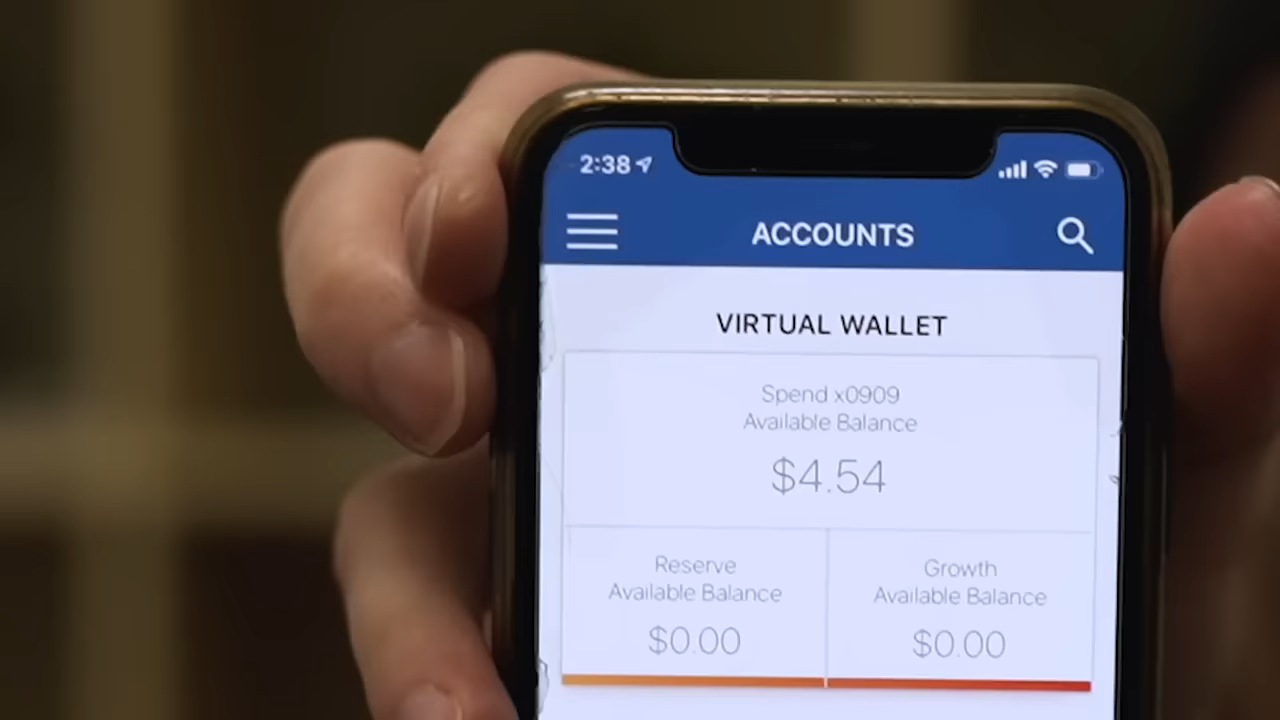 2:38
ACCOUNTS
VIRTUAL WALLET
Spend x0909
Available Balance
$4.54
Reserve
Available Balance
$0.00
Growth
Available Balance
$0.00